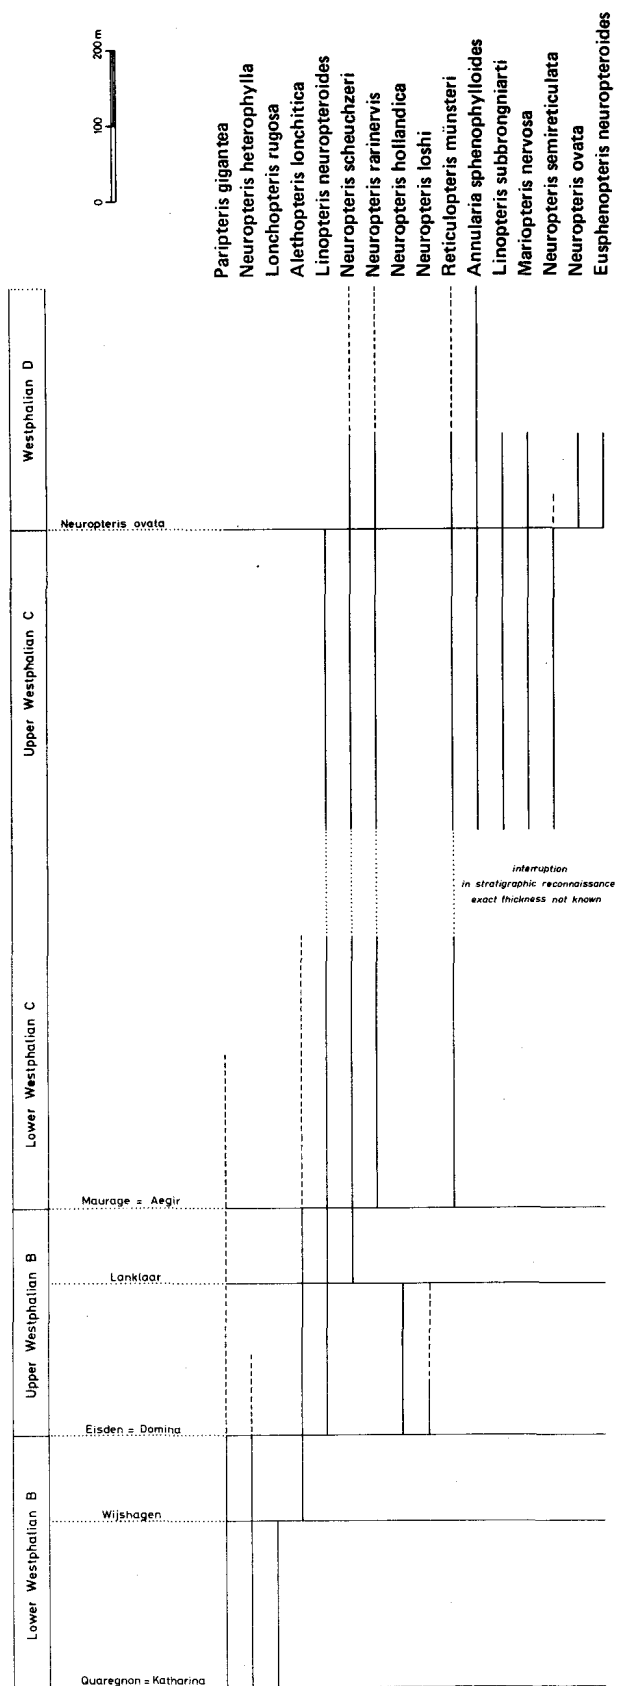 200 m
100
0
Paripteris gigantea
Neuropteris heterophylla
Lonchopteris rugosa
Alethopteris lonchitica
Linopteris neuropteroides
Neuropteris scheuchzeri
Neuropteris rarinervis
Neuropteris hollandica
Neuropteris loshi
Reticulopteris münsteri
Annularia sphenophylloides
Linopteris subbrongniarti
Mariopteris nervosa
Neuropteris semireticulata
Neuropteris ovata
Eusphenopteris neuropteroides
Westphalian D
Neuropteris ovata
Upper Westphalian C
interruption
in stratigraphic reconnaissance
exact thickness not known
Lower Westphalian C
Maurage = Aegir
Upper Westphalian B
Lanklaar
Eisden = Domina
Lower Westphalian B
Wijshagen
Quaregnon = Katharina